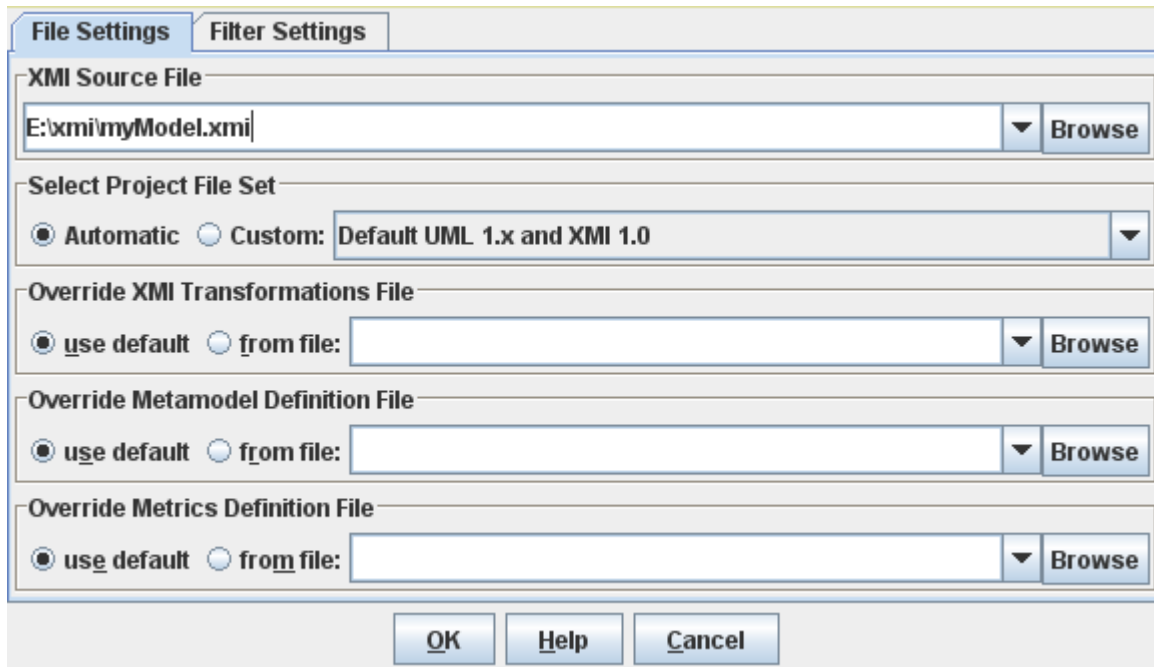 File Settings Filter Settings
XMI Source File
E:\xmi\myModel.xmi Browse
Select Project File Set
Automatic Custom: Default UML 1.x and XMI 1.0
Override XMI Transformations File
use default from file: Browse
Override Metamodel Definition File
use default from file: Browse
Override Metrics Definition File
use default from file: Browse
OK Help Cancel